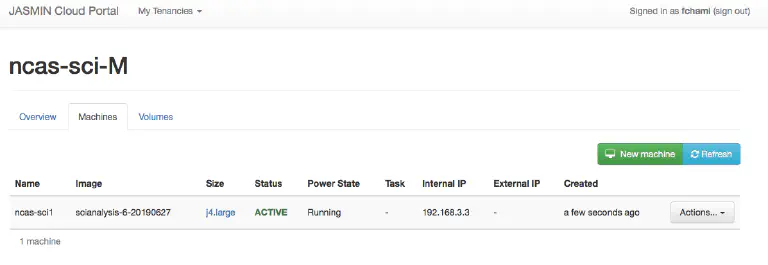 JASMIN Cloud Portal My Tenancies Signed in as fchami (sign out)
ncas-sci-M
Overview Machines Volumes
New machine Refresh
Name Image Size Status Power State Task Internal IP External IP Created
ncas-sci1 scianalysis-6-20190627 j4.large ACTIVE Running - 192.168.3.3 - a few seconds ago Actions...
1 machine